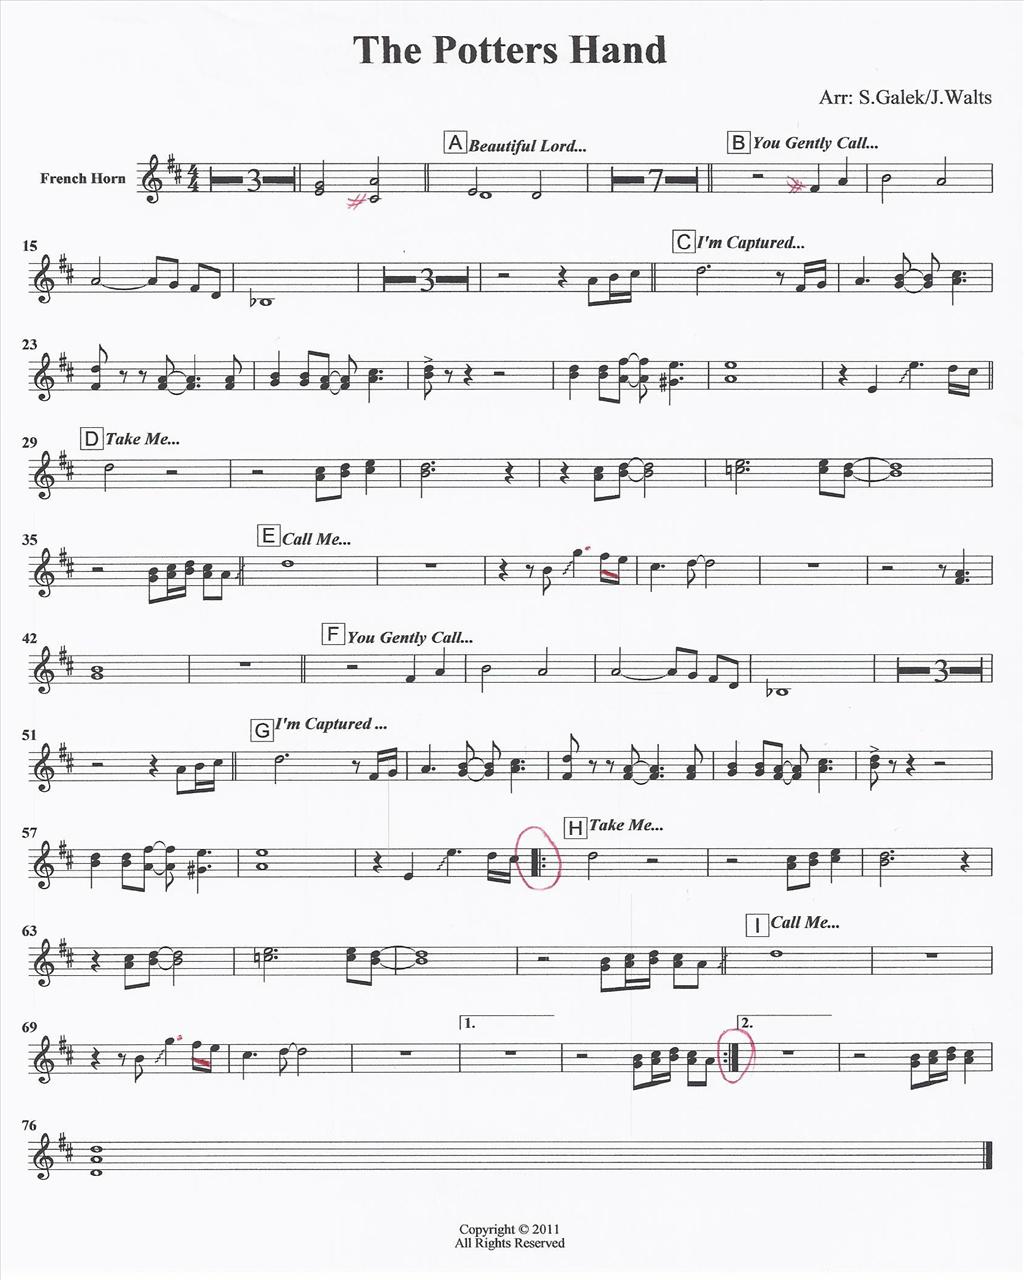 The Potters Hand
Arr: S.Galek/J.Walts
A Beautiful Lord...
B You Gently Call...
French Horn
4
4
3
7
15
3
C I'm Captured...
23
29
D Take Me...
35
E Call Me...
42
F You Gently Call...
3
51
G I'm Captured ...
57
H Take Me...
63
I Call Me...
69
1.
2.
76
Copyright © 2011
All Rights Reserved